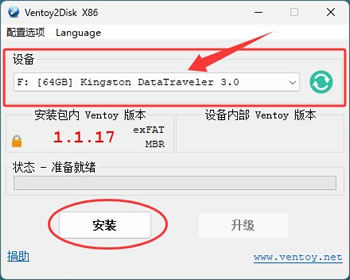 Ventoy2Disk X86
配置选项 Language
设备
F: [64GB] Kingston DataTraveler 3.0
安装包内 Ventoy 版本
设备内部 Ventoy 版本
1.1.17
exFAT
MBR
状态 - 准备就绪
安装
升级
捐助
www.ventoy.net